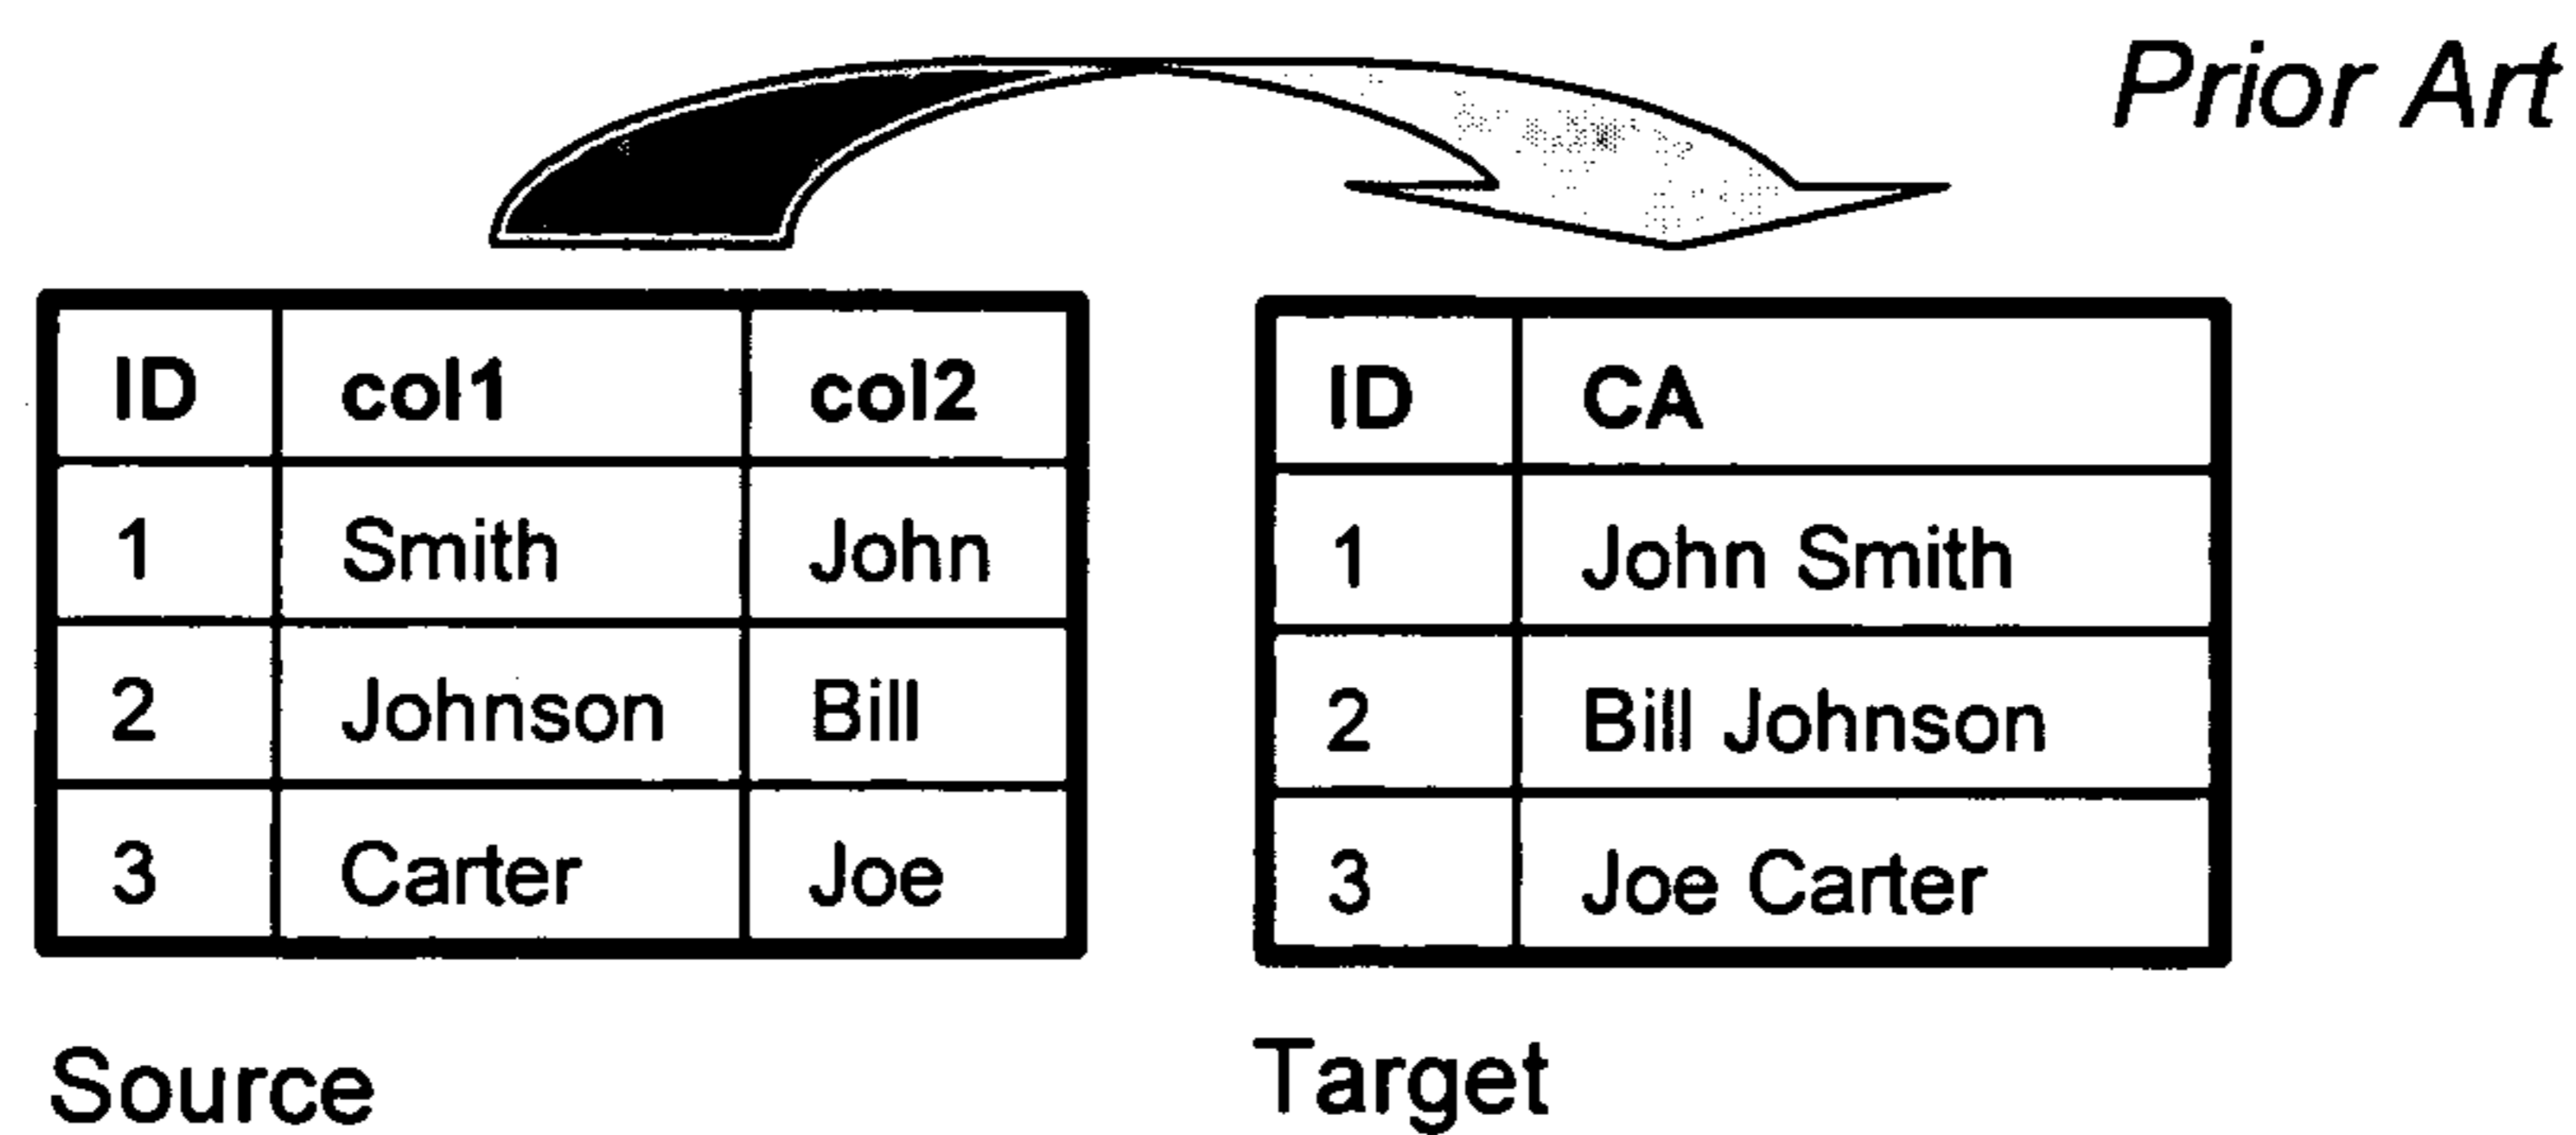 Prior Art
ID col1 col2
1 Smith John
2 Johnson Bill
3 Carter Joe
Source
ID CA
1 John Smith
2 Bill Johnson
3 Joe Carter
Target